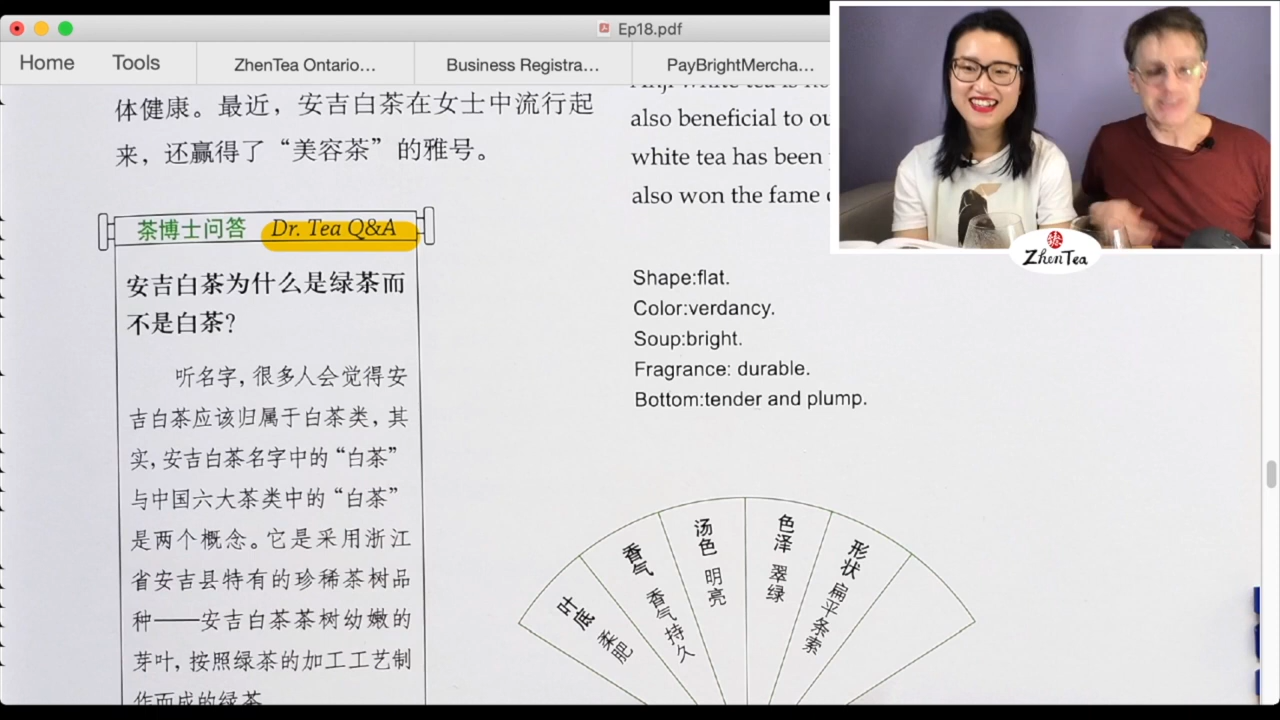 Ep18.pdf
Home
Tools
ZhenTea Ontario…
Business Registra…
PayBrightMercha…
体健康。最近，安吉白茶在女士中流行起
来，还赢得了“美容茶”的雅号。
also beneficial to ou
white tea has been
also won the fame
ZhenTea
茶博士问答 Dr. Tea Q&A
安吉白茶为什么是绿茶而
不是白茶?
听名字，很多人会觉得安
吉白茶应该归属于白茶类，其
实，安吉白茶名字中的“白茶”
与中国六大茶类中的“白茶”
是两个概念。它是采用浙江
省安吉县特有的珍稀茶树品
种——安吉白茶茶树幼嫩的
芽叶，按照绿茶的加工工艺制
作而成的绿茶
Shape:flat.
Color:verdancy.
Soup:bright.
Fragrance: durable.
Bottom:tender and plump.
叶底 柔肥
香气 香气持久
汤色 明亮
色泽 翠绿
形状 扁平条索